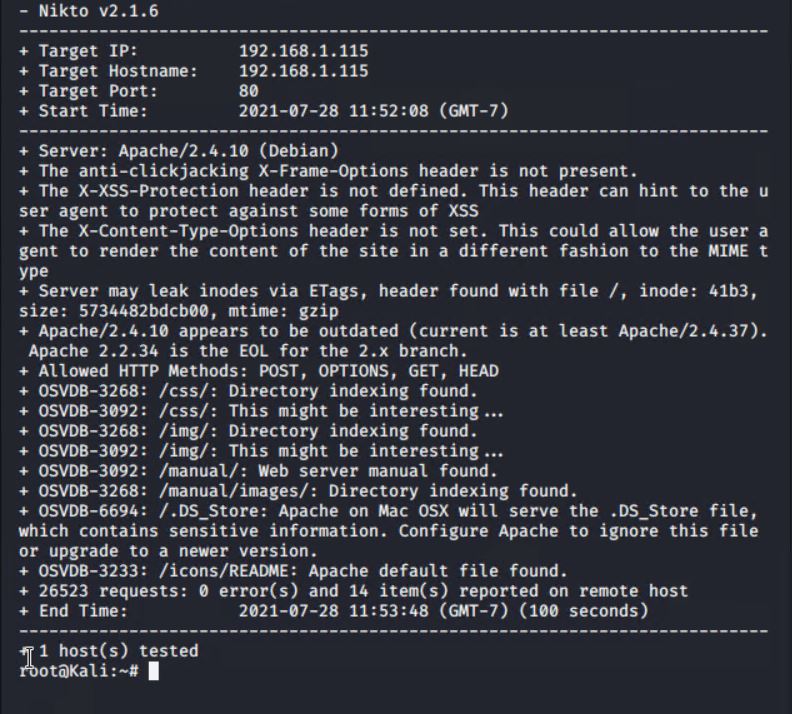 - Nikto v2.1.6
---------------------------------------------------------------------------
+ Target IP:          192.168.1.115
+ Target Hostname:    192.168.1.115
+ Target Port:        80
+ Start Time:         2021-07-28 11:52:08 (GMT-7)
---------------------------------------------------------------------------
+ Server: Apache/2.4.10 (Debian)
+ The anti-clickjacking X-Frame-Options header is not present.
+ The X-XSS-Protection header is not defined. This header can hint to the u
ser agent to protect against some forms of XSS
+ The X-Content-Type-Options header is not set. This could allow the user a
gent to render the content of the site in a different fashion to the MIME t
ype
+ Server may leak inodes via ETags, header found with file /, inode: 41b3,
size: 5734482bdcb00, mtime: gzip
+ Apache/2.4.10 appears to be outdated (current is at least Apache/2.4.37).
 Apache 2.2.34 is the EOL for the 2.x branch.
+ Allowed HTTP Methods: POST, OPTIONS, GET, HEAD
+ OSVDB-3268: /css/: Directory indexing found.
+ OSVDB-3092: /css/: This might be interesting...
+ OSVDB-3268: /img/: Directory indexing found.
+ OSVDB-3092: /img/: This might be interesting...
+ OSVDB-3092: /manual/: Web server manual found.
+ OSVDB-3268: /manual/images/: Directory indexing found.
+ OSVDB-6694: /.DS_Store: Apache on Mac OSX will serve the .DS_Store file,
which contains sensitive information. Configure Apache to ignore this file
or upgrade to a newer version.
+ OSVDB-3233: /icons/README: Apache default file found.
+ 26523 requests: 0 error(s) and 14 item(s) reported on remote host
+ End Time:           2021-07-28 11:53:48 (GMT-7) (100 seconds)
---------------------------------------------------------------------------
+ 1 host(s) tested
root@Kali:~#